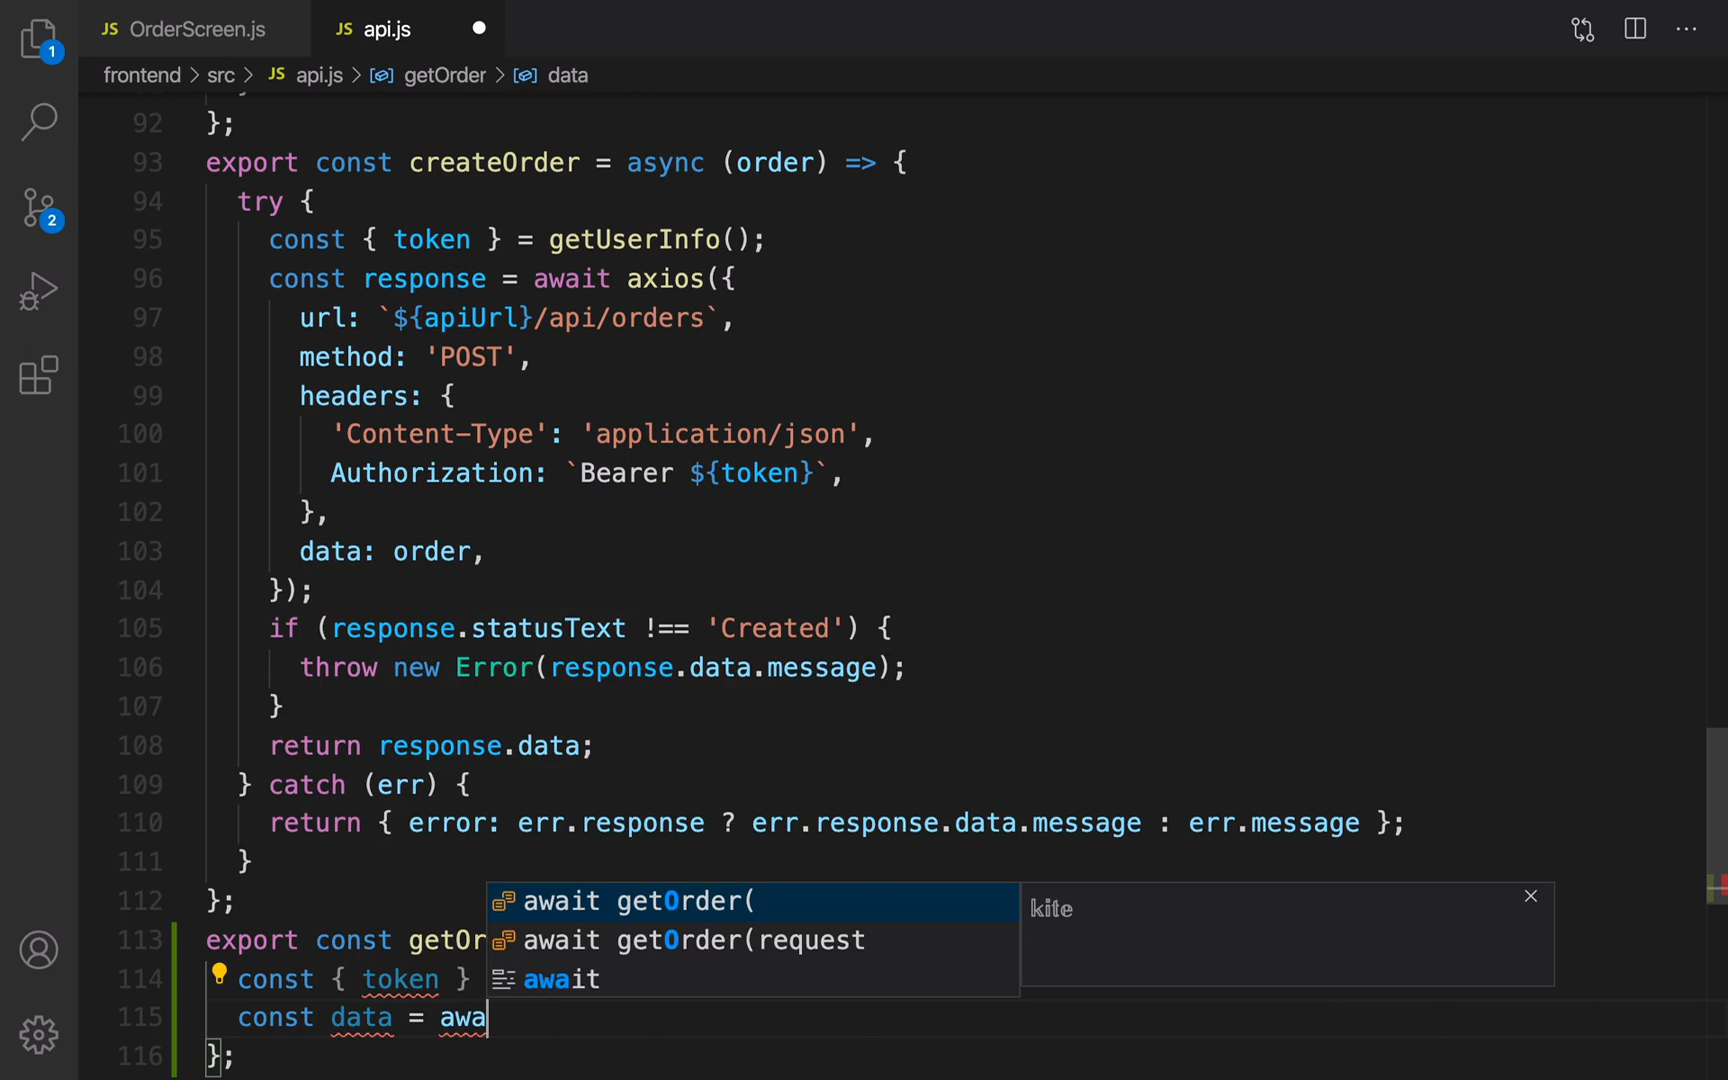 1
JS OrderScreen.js
JS api.js
frontend > src > JS api.js > getOrder > data
2
92 };
93 export const createOrder = async (order) => {
94 try {
95 const { token } = getUserInfo();
96 const response = await axios({
97 url: `${apiUrl}/api/orders`,
98 method: 'POST',
99 headers: {
100 'Content-Type': 'application/json',
101 Authorization: `Bearer ${token}`,
102 },
103 data: order,
104 });
105 if (response.statusText !== 'Created') {
106 throw new Error(response.data.message);
107 }
108 return response.data;
109 } catch (err) {
110 return { error: err.response ? err.response.data.message : err.message };
111 }
112 };
await getOrder(
kite
113 export const getOr
await getOrder(request
114 const { token }
await
115 const data = awa
116 };